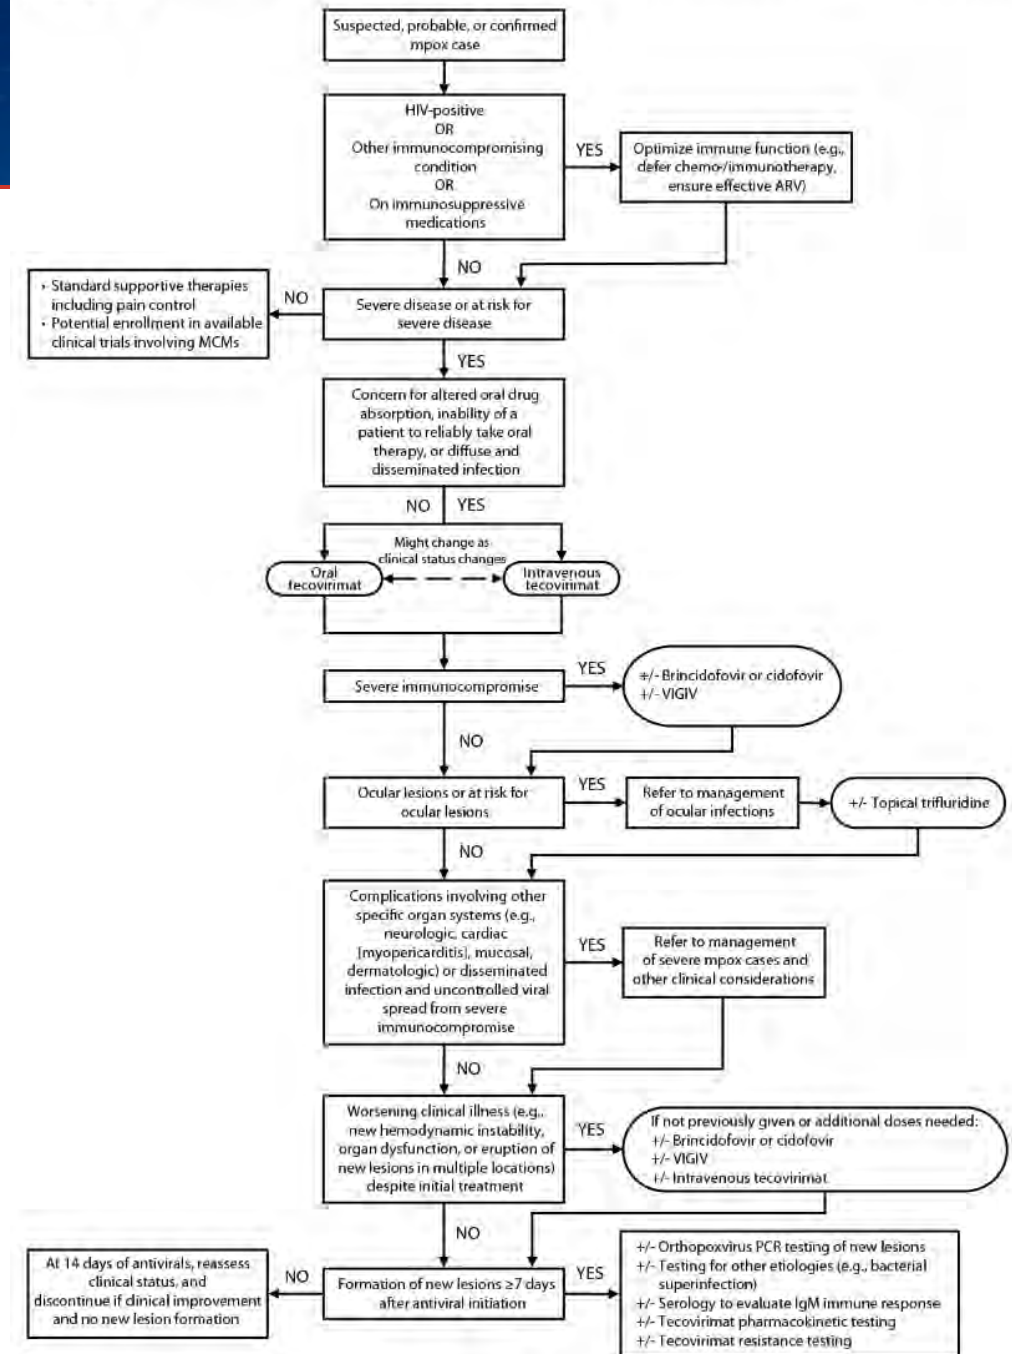 Suspected, probable, or confirmed
mpox case
HIV-positive
OR
Other immunocompromising
condition
OR
On immunosuppressive
medications
YES
Optimize immune function (e.g.,
defer chemo-/immunotherapy,
ensure effective ARV)
NO
Severe disease or at risk for
severe disease
NO
• Standard supportive therapies
including pain control
• Potential enrollment in available
clinical trials involving MCMs
YES
Concern for altered oral drug
absorption, inability of a
patient to reliably take oral
therapy, or diffuse and
disseminated infection
NO YES
Might change as
clinical status changes
Oral
tecovirimat
Intravenous
tecovirimat
Severe immunocompromise
YES
+/- Brincidofovir or cidofovir
+/- VIGIV
NO
Ocular lesions or at risk for
ocular lesions
YES
Refer to management
of ocular infections
+/- Topical trifluridine
NO
Complications involving other
specific organ systems (e.g.,
neurologic, cardiac
[myopericarditis], mucosal,
dermatologic) or disseminated
infection and uncontrolled viral
spread from severe
immunocompromise
YES
Refer to management
of severe mpox cases and
other clinical considerations
NO
Worsening clinical illness (e.g.,
new hemodynamic instability,
organ dysfunction, or eruption of
new lesions in multiple locations)
despite initial treatment
YES
If not previously given or additional doses needed:
+/- Brincidofovir or cidofovir
+/- VIGIV
+/- Intravenous tecovirimat
NO
Formation of new lesions ≥7 days
after antiviral initiation
NO
At 14 days of antivirals, reassess
clinical status, and
discontinue if clinical improvement
and no new lesion formation
YES
+/- Orthopoxvirus PCR testing of new lesions
+/- Testing for other etiologies (e.g., bacterial
superinfection)
+/- Serology to evaluate IgM immune response
+/- Tecovirimat pharmacokinetic testing
+/- Tecovirimat resistance testing